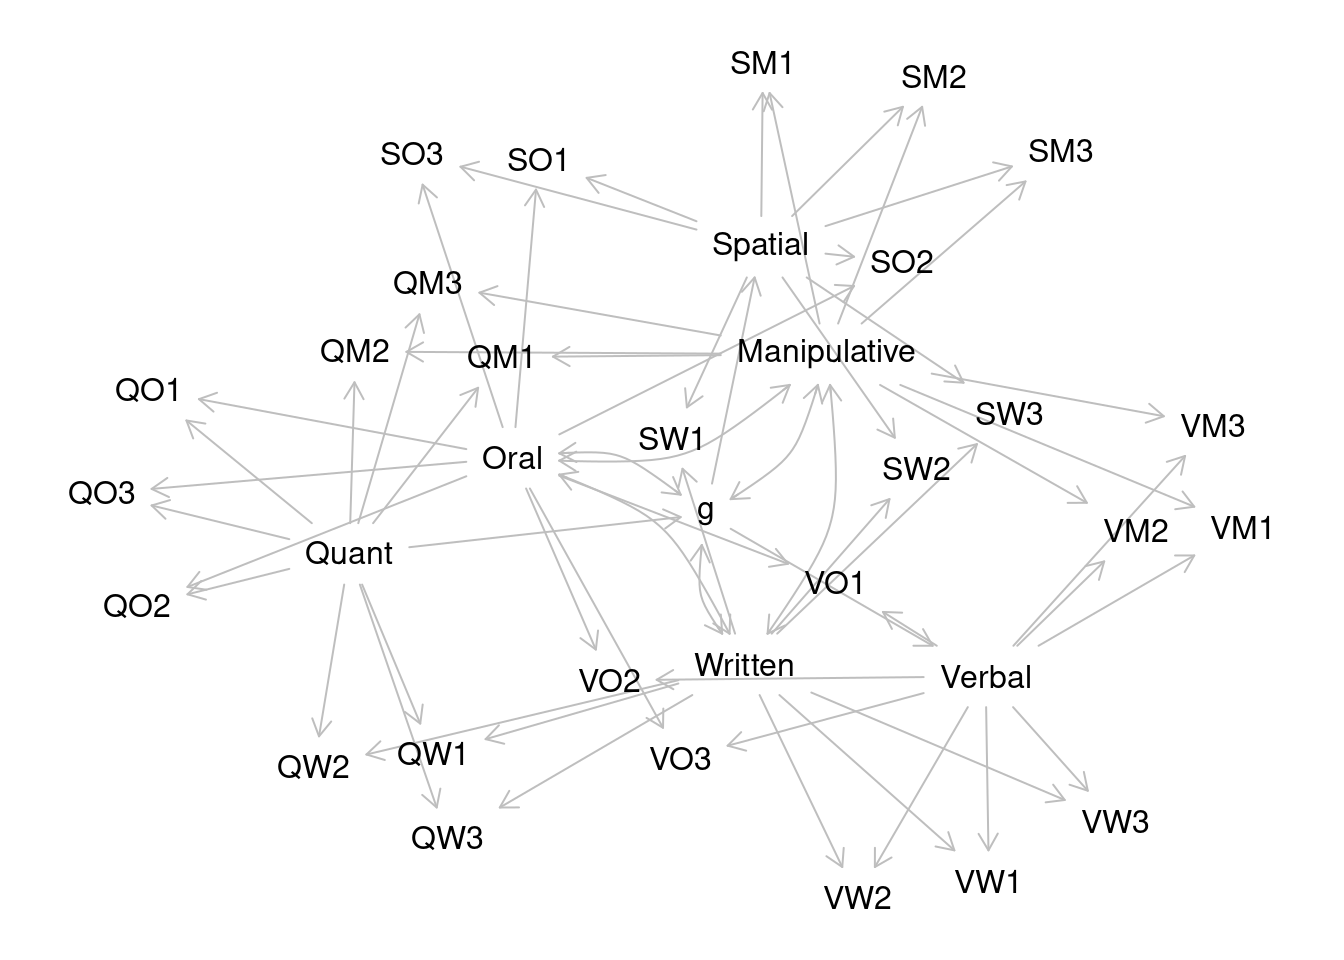 SM1
SM2
SM3
SO3
SO1
Spatial
SO2
QM3
QM2
QM1
Manipulative
QO1
SW3
VM3
SW1
Oral
SW2
QO3
g
VM2
VM1
Quant
VO1
QO2
Written
Verbal
VO2
QW2
QW1
VO3
QW3
VW3
VW2
VW1